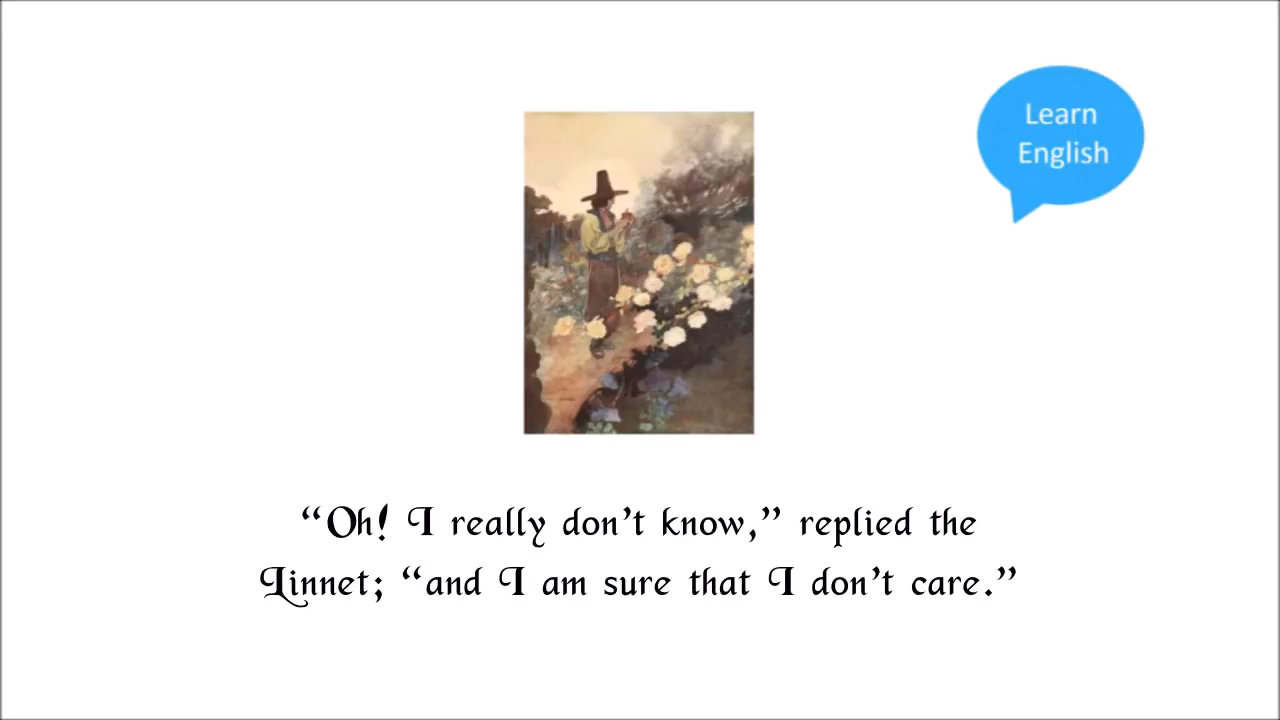 Learn
English
“Oh! I really don’t know,” replied the
Linnet; “and I am sure that I don’t care.”